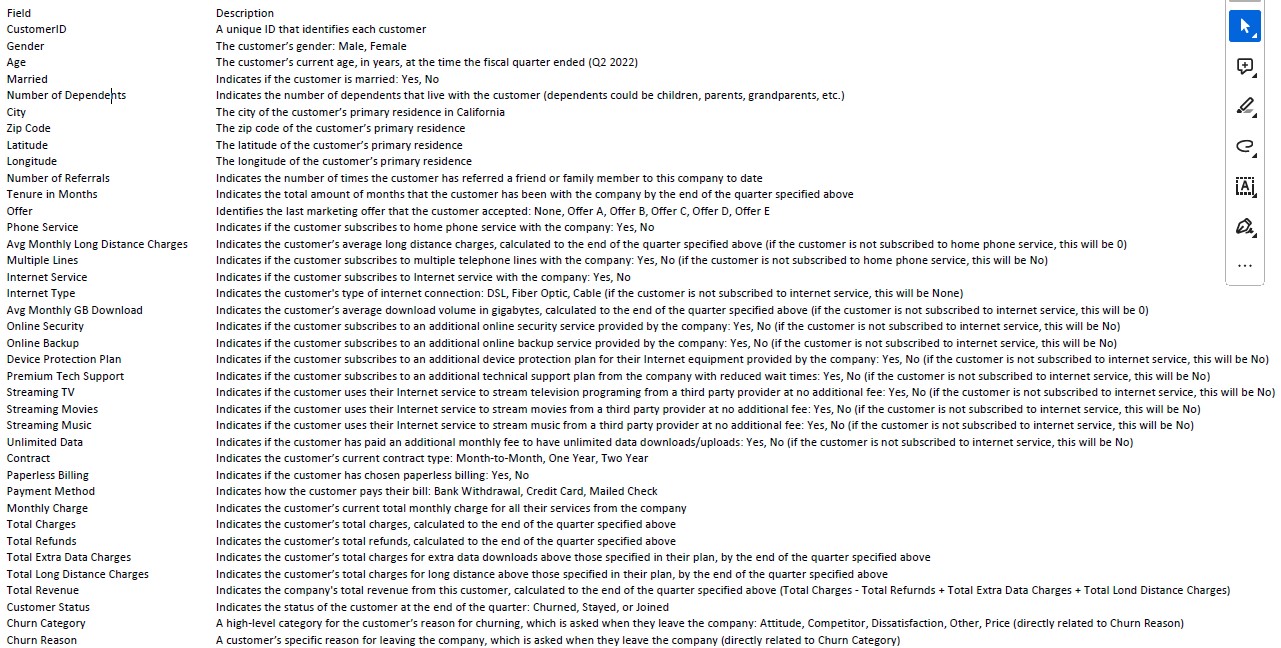 Field Description
CustomerID A unique ID that identifies each customer
Gender The customer's gender: Male, Female
Age The customer's current age, in years, at the time the fiscal quarter ended (Q2 2022)
Married Indicates if the customer is married: Yes, No
Number of Dependents Indicates the number of dependents that live with the customer (dependents could be children, parents, grandparents, etc.)
City The city of the customer's primary residence in California
Zip Code The zip code of the customer's primary residence
Latitude The latitude of the customer's primary residence
Longitude The longitude of the customer's primary residence
Number of Referrals Indicates the number of times the customer has referred a friend or family member to this company to date
Tenure in Months Indicates the total amount of months that the customer has been with the company by the end of the quarter specified above
Offer Identifies the last marketing offer that the customer accepted: None, Offer A, Offer B, Offer C, Offer D, Offer E
Phone Service Indicates if the customer subscribes to home phone service with the company: Yes, No
Avg Monthly Long Distance Charges Indicates the customer's average long distance charges, calculated to the end of the quarter specified above (if the customer is not subscribed to home phone service, this will be 0)
Multiple Lines Indicates if the customer subscribes to multiple telephone lines with the company: Yes, No (if the customer is not subscribed to home phone service, this will be No)
Internet Service Indicates if the customer subscribes to Internet service with the company: Yes, No
Internet Type Indicates the customer's type of internet connection: DSL, Fiber Optic, Cable (if the customer is not subscribed to internet service, this will be None)
Avg Monthly GB Download Indicates the customer's average download volume in gigabytes, calculated to the end of the quarter specified above (if the customer is not subscribed to internet service, this will be 0)
Online Security Indicates if the customer subscribes to an additional online security service provided by the company: Yes, No (if the customer is not subscribed to internet service, this will be No)
Online Backup Indicates if the customer subscribes to an additional online backup service provided by the company: Yes, No (if the customer is not subscribed to internet service, this will be No)
Device Protection Plan Indicates if the customer subscribes to an additional device protection plan for their Internet equipment provided by the company: Yes, No (if the customer is not subscribed to internet service, this will be No)
Premium Tech Support Indicates if the customer subscribes to an additional technical support plan from the company with reduced wait times: Yes, No (if the customer is not subscribed to internet service, this will be No)
Streaming TV Indicates if the customer uses their Internet service to stream television programing from a third party provider at no additional fee: Yes, No (if the customer is not subscribed to internet service, this will be No)
Streaming Movies Indicates if the customer uses their Internet service to stream movies from a third party provider at no additional fee: Yes, No (if the customer is not subscribed to internet service, this will be No)
Streaming Music Indicates if the customer uses their Internet service to stream music from a third party provider at no additional fee: Yes, No (if the customer is not subscribed to internet service, this will be No)
Unlimited Data Indicates if the customer has paid an additional monthly fee to have unlimited data downloads/uploads: Yes, No (if the customer is not subscribed to internet service, this will be No)
Contract Indicates the customer's current contract type: Month-to-Month, One Year, Two Year
Paperless Billing Indicates if the customer has chosen paperless billing: Yes, No
Payment Method Indicates how the customer pays their bill: Bank Withdrawal, Credit Card, Mailed Check
Monthly Charge Indicates the customer's current total monthly charge for all their services from the company
Total Charges Indicates the customer's total charges, calculated to the end of the quarter specified above
Total Refunds Indicates the customer's total refunds, calculated to the end of the quarter specified above
Total Extra Data Charges Indicates the customer's total charges for extra data downloads above those specified in their plan, by the end of the quarter specified above
Total Long Distance Charges Indicates the customer's total charges for long distance above those specified in their plan, by the end of the quarter specified above
Total Revenue Indicates the company's total revenue from this customer, calculated to the end of the quarter specified above (Total Charges - Total Refurnds + Total Extra Data Charges + Total Lond Distance Charges)
Customer Status Indicates the status of the customer at the end of the quarter: Churned, Stayed, or Joined
Churn Category A high-level category for the customer's reason for churning, which is asked when they leave the company: Attitude, Competitor, Dissatisfaction, Other, Price (directly related to Churn Reason)
Churn Reason A customer's specific reason for leaving the company, which is asked when they leave the company (directly related to Churn Category)